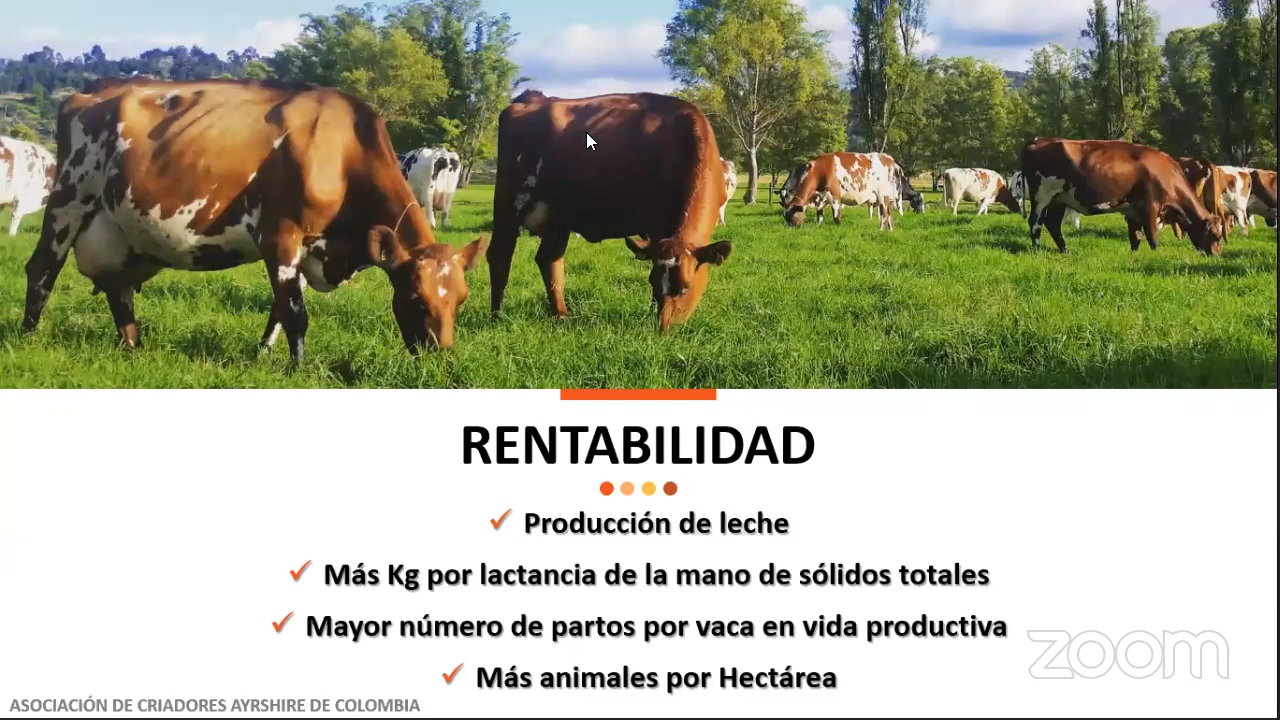 RENTABILIDAD
Producción de leche
Más Kg por lactancia de la mano de sólidos totales
Mayor número de partos por vaca en vida productiva
Más animales por Hectárea
zoom
ASOCIACIÓN DE CRIADORES AYRSHIRE DE COLOMBIA